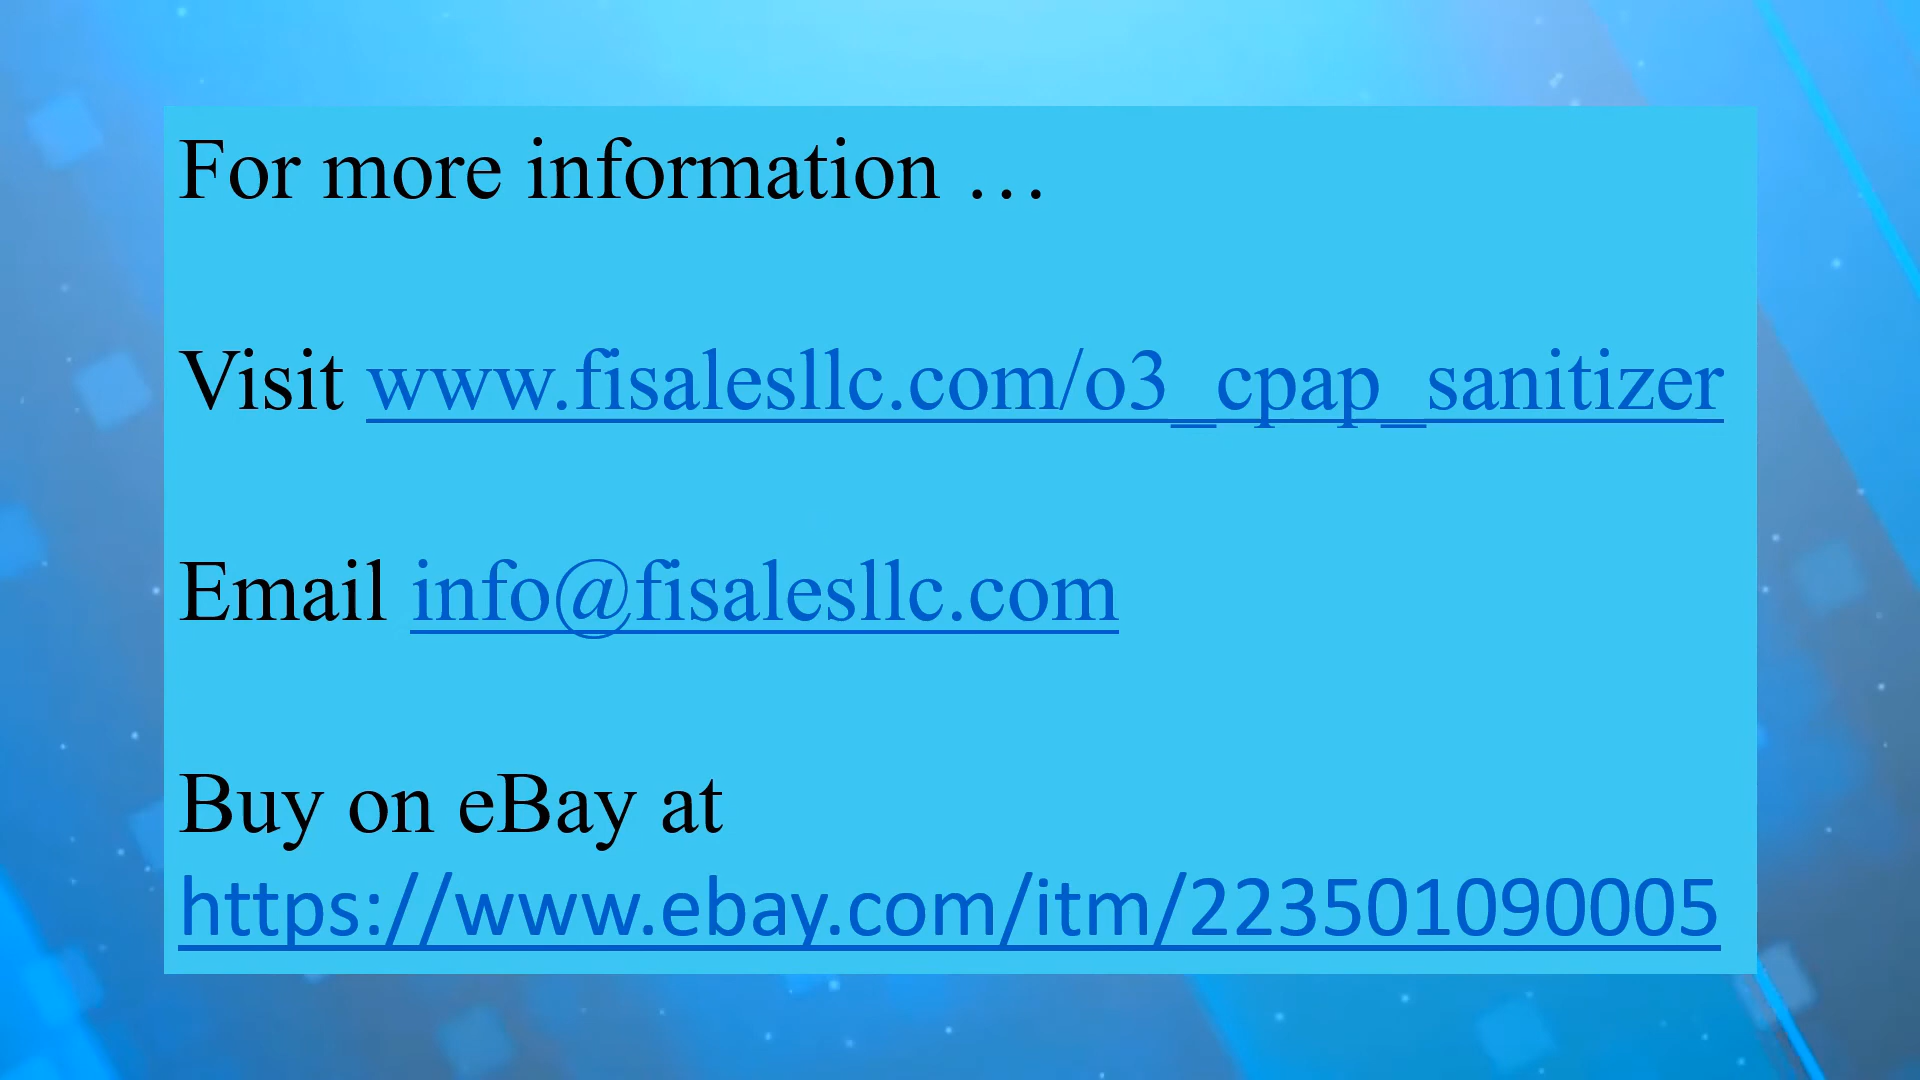 For more information …
Visit www.fisalesllc.com/o3_cpap_sanitizer
Email info@fisalesllc.com
Buy on eBay at
https://www.ebay.com/itm/223501090005